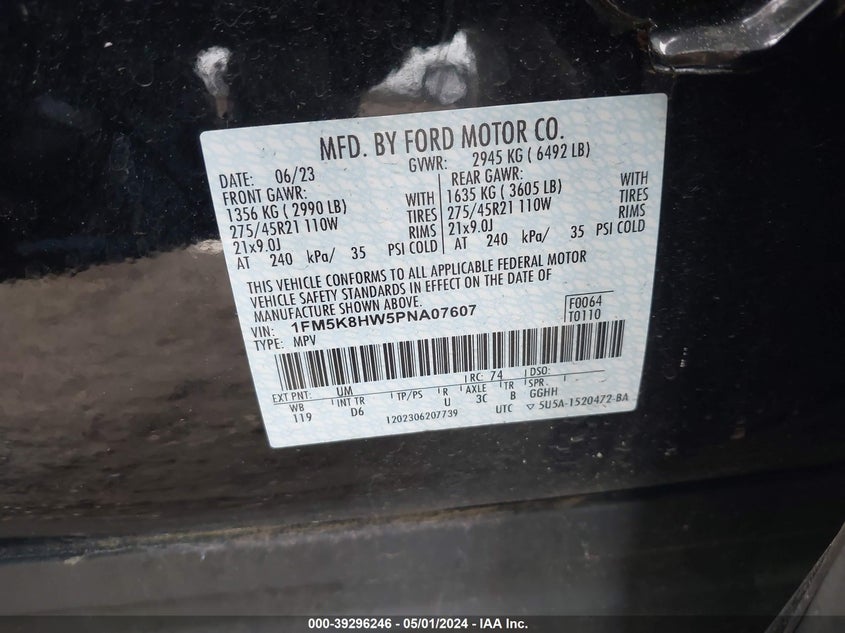 MFD. BY FORD MOTOR CO.
DATE: 06/23 GVWR: 2945 KG ( 6492 LB)
FRONT GAWR: REAR GAWR:
1356 KG ( 2990 LB) WITH 1635 KG ( 3605 LB) WITH
275/45R21 110W TIRES 275/45R21 110W TIRES
21x9.0J RIMS 21x9.0J RIMS
AT 240 kPa/ 35 PSI COLD AT 240 kPa/ 35 PSI COLD
THIS VEHICLE CONFORMS TO ALL APPLICABLE FEDERAL MOTOR
VEHICLE SAFETY STANDARDS IN EFFECT ON THE DATE OF
MANUFACTURE SHOWN ABOVE.
VIN: 1FM5K8HW5PNA07607 F0064
TYPE: MPV T0110
EXT PNT: UM RC: 74 DSO:
WB INT TR TP/PS R AXLE TR SPR
119 D6 U 3C B GGHH
1202306207739 UTC ▽ 5U5A-1520472-BA
000-39296246 - 05/01/2024 - IAA Inc.